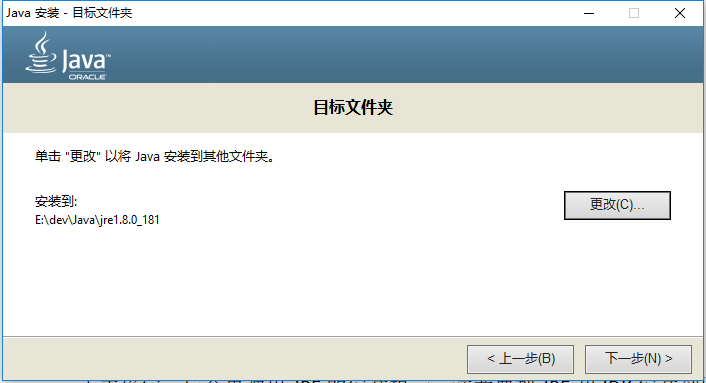 Java 安装 - 目标文件夹
Java™
ORACLE
目标文件夹
单击 "更改" 以将 Java 安装到其他文件夹。
安装到:
E:\dev\Java\jre1.8.0_181
更改(C)...
< 上一步(B)
下一步(N) >